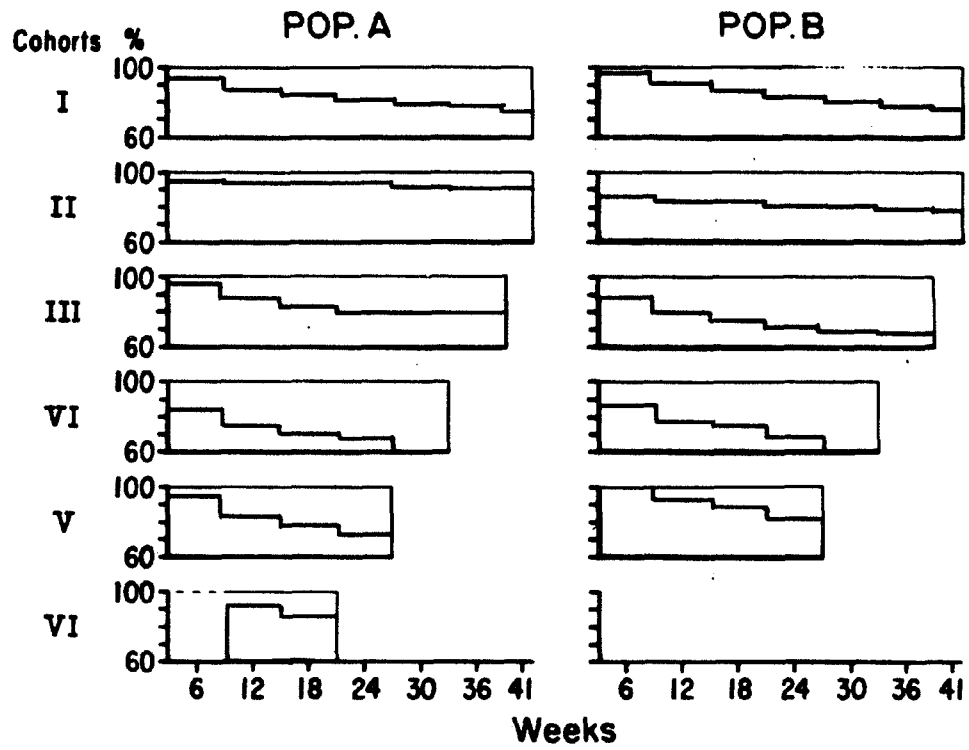 POP. A POP. B
Cohorts %
I 100
60
II 100
60
III 100
60
VI 100
60
V 100
60
VI 100
60
6 12 18 24 30 36 41 6 12 18 24 30 36 41
Weeks